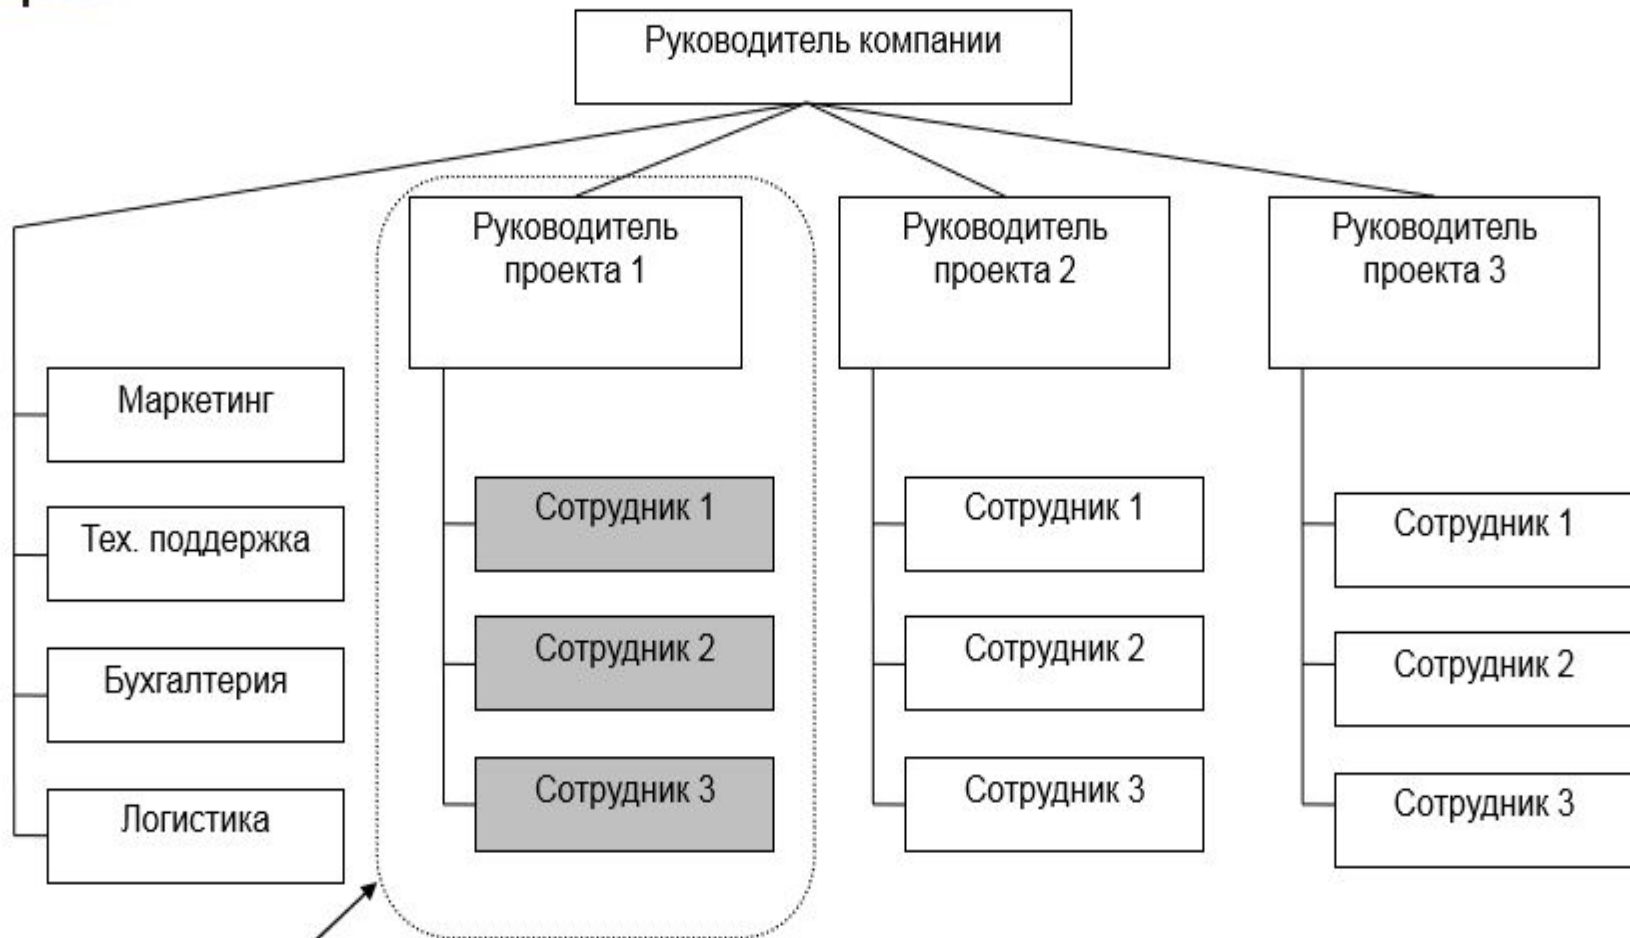 Руководитель компании
Руководитель
проекта 1
Руководитель
проекта 2
Руководитель
проекта 3
Маркетинг
Тех. поддержка
Бухгалтерия
Логистика
Сотрудник 1
Сотрудник 2
Сотрудник 3
Сотрудник 1
Сотрудник 2
Сотрудник 3
Сотрудник 1
Сотрудник 2
Сотрудник 3